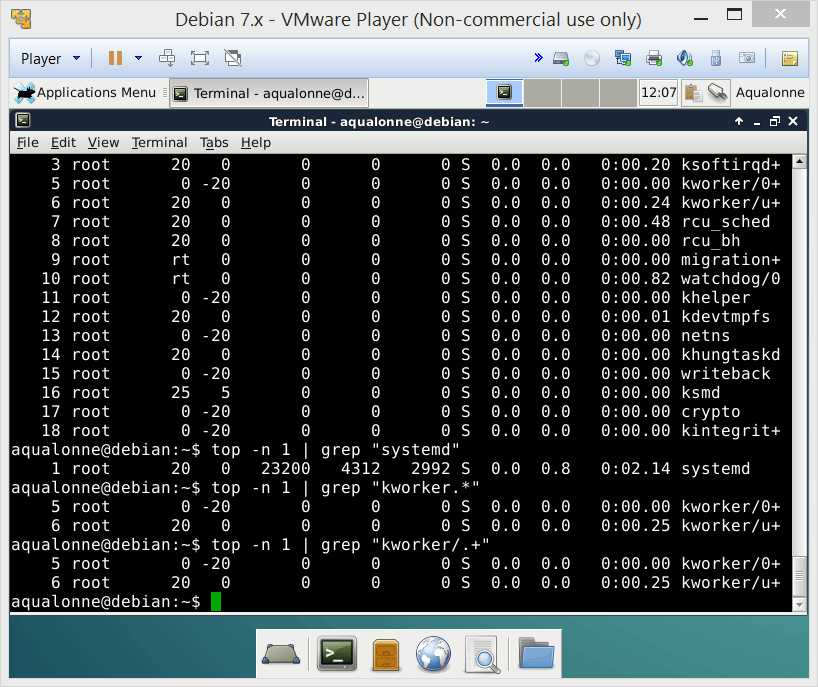 Debian 7.x - VMware Player (Non-commercial use only)
Player
Applications Menu Terminal - aqualonne@d... 12:07 Aqualonne
Terminal - aqualonne@debian: ~
File Edit View Terminal Tabs Help
3 root 20 0 0 0 0 S 0.0 0.0 0:00.20 ksoftirqd+
5 root 0 -20 0 0 0 S 0.0 0.0 0:00.00 kworker/0+
6 root 20 0 0 0 0 S 0.0 0.0 0:00.24 kworker/u+
7 root 20 0 0 0 0 S 0.0 0.0 0:00.48 rcu_sched
8 root 20 0 0 0 0 S 0.0 0.0 0:00.00 rcu_bh
9 root rt 0 0 0 0 S 0.0 0.0 0:00.00 migration+
10 root rt 0 0 0 0 S 0.0 0.0 0:00.82 watchdog/0
11 root 0 -20 0 0 0 S 0.0 0.0 0:00.00 khelper
12 root 20 0 0 0 0 S 0.0 0.0 0:00.01 kdevtmpfs
13 root 0 -20 0 0 0 S 0.0 0.0 0:00.00 netns
14 root 20 0 0 0 0 S 0.0 0.0 0:00.00 khungtaskd
15 root 0 -20 0 0 0 S 0.0 0.0 0:00.00 writeback
16 root 25 5 0 0 0 S 0.0 0.0 0:00.00 ksmd
17 root 0 -20 0 0 0 S 0.0 0.0 0:00.00 crypto
18 root 0 -20 0 0 0 S 0.0 0.0 0:00.00 kintegrit+
aqualonne@debian:~$ top -n 1 | grep "systemd"
1 root 20 0 23200 4312 2992 S 0.0 0.8 0:02.14 systemd
aqualonne@debian:~$ top -n 1 | grep "kworker.*"
5 root 0 -20 0 0 0 S 0.0 0.0 0:00.00 kworker/0+
6 root 20 0 0 0 0 S 0.0 0.0 0:00.25 kworker/u+
aqualonne@debian:~$ top -n 1 | grep "kworker/.+"
5 root 0 -20 0 0 0 S 0.0 0.0 0:00.00 kworker/0+
6 root 20 0 0 0 0 S 0.0 0.0 0:00.25 kworker/u+
aqualonne@debian:~$